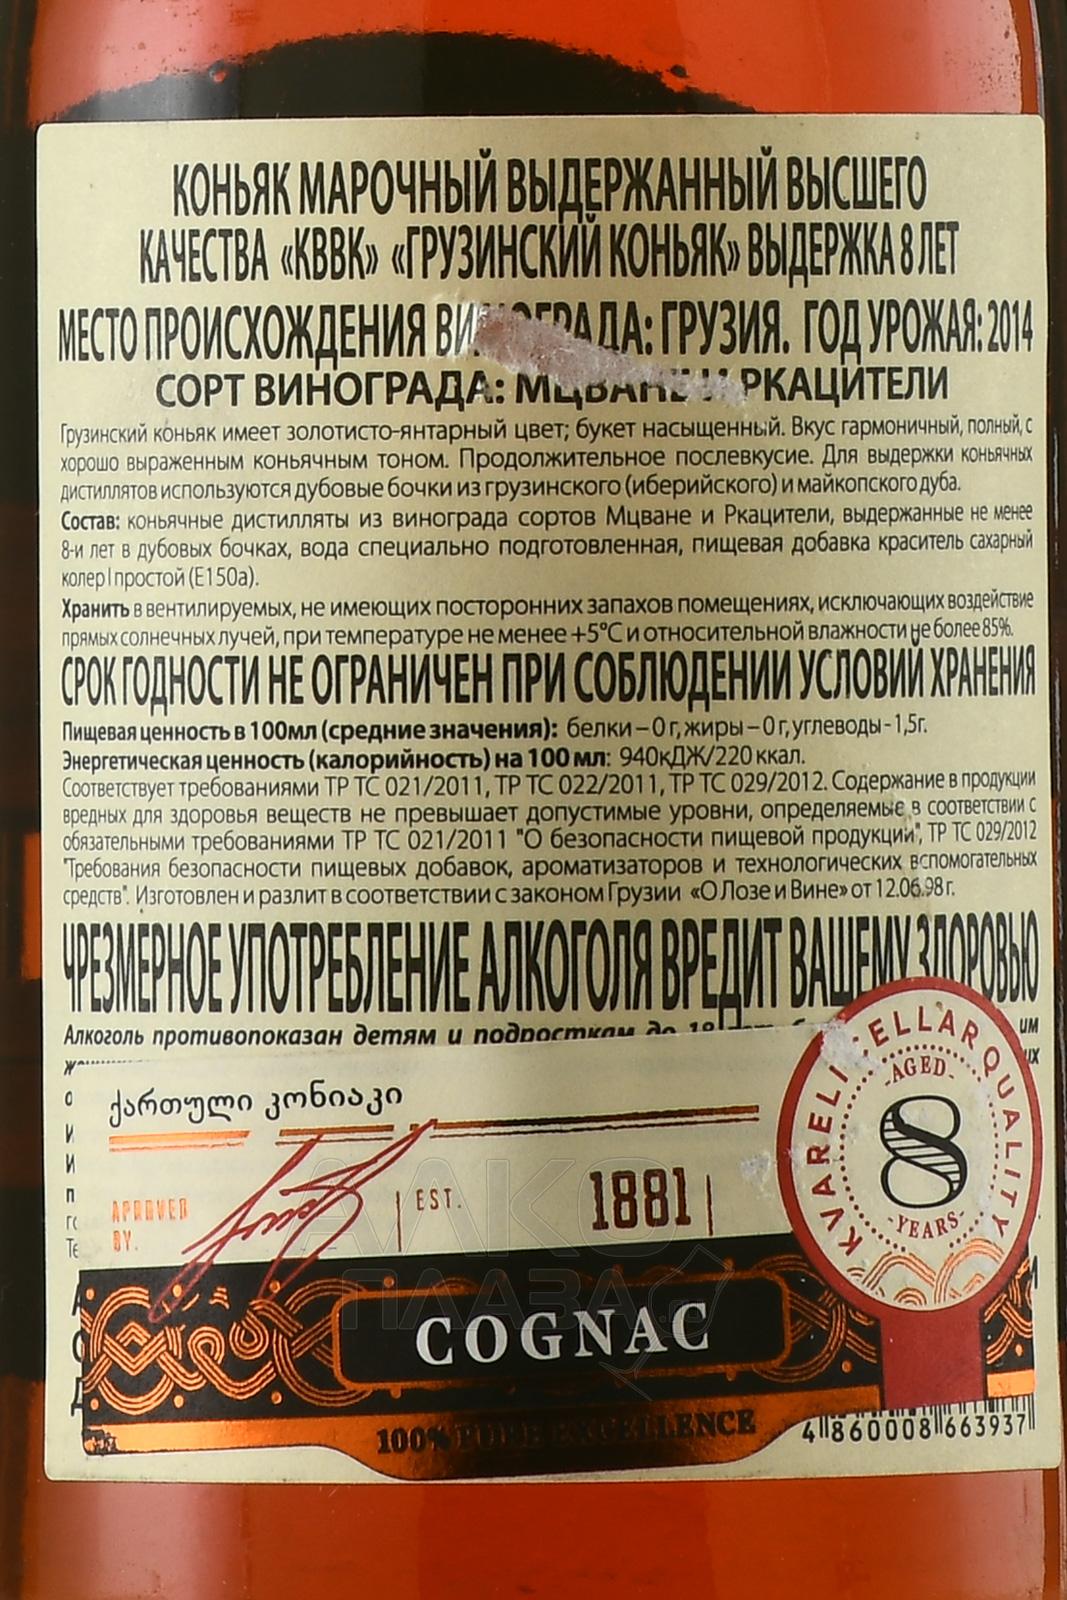 КОНЬЯК МАРОЧНЫЙ ВЫДЕРЖАННЫЙ ВЫСШЕГО
КАЧЕСТВА «КВВК» «ГРУЗИНСКИЙ КОНЬЯК» ВЫДЕРЖКА 8 ЛЕТ
МЕСТО ПРОИСХОЖДЕНИЯ ВИНОГРАДА: ГРУЗИЯ. ГОД УРОЖАЯ: 2014
СОРТ ВИНОГРАДА: МЦВАНЕ И РКАЦИТЕЛИ
Грузинский коньяк имеет золотисто-янтарный цвет; букет насыщенный. Вкус гармоничный, полный, с
хорошо выраженным коньячным тоном. Продолжительное послевкусие. Для выдержки коньячных
дистиллятов используются дубовые бочки из грузинского (иберийского) и майкопского дуба.
Состав: коньячные дистилляты из винограда сортов Мцване и Ркацители, выдержанные не менее
8-и лет в дубовых бочках, вода специально подготовленная, пищевая добавка краситель сахарный
колер I простой (Е150а).
Хранить в вентилируемых, не имеющих посторонних запахов помещениях, исключающих воздействие
прямых солнечных лучей, при температуре не менее +5°С и относительной влажности не более 85%.
СРОК ГОДНОСТИ НЕ ОГРАНИЧЕН ПРИ СОБЛЮДЕНИИ УСЛОВИЙ ХРАНЕНИЯ
Пищевая ценность в 100мл (средние значения): белки – 0 г, жиры – 0 г, углеводы - 1,5г.
Энергетическая ценность (калорийность) на 100 мл: 940кДЖ/220 ккал.
Соответствует требованиями ТР ТС 021/2011, ТР ТС 022/2011, ТР ТС 029/2012. Содержание в продукции
вредных для здоровья веществ не превышает допустимые уровни, определяемые в соответствии с
обязательными требованиями ТР ТС 021/2011 "О безопасности пищевой продукции", ТР ТС 029/2012
"Требования безопасности пищевых добавок, ароматизаторов и технологических вспомогательных
средств". Изготовлен и разлит в соответствии с законом Грузии «О Лозе и Вине» от 12.06.98 г.
ЧРЕЗМЕРНОЕ УПОТРЕБЛЕНИЕ АЛКОГОЛЯ ВРЕДИТ ВАШЕМУ ЗДОРОВЬЮ
Алкоголь противопоказан детям и подросткам до 18 лет
ქართული კონიაკი
APROVED
BY.
EST.
1881
KVARELI CELLAR QUALITY
-AGED-
8
-YEARS-
COGNAC
100% PURE EXCELLENCE
4 860008 663937
АЛКО
ПЛАЗА